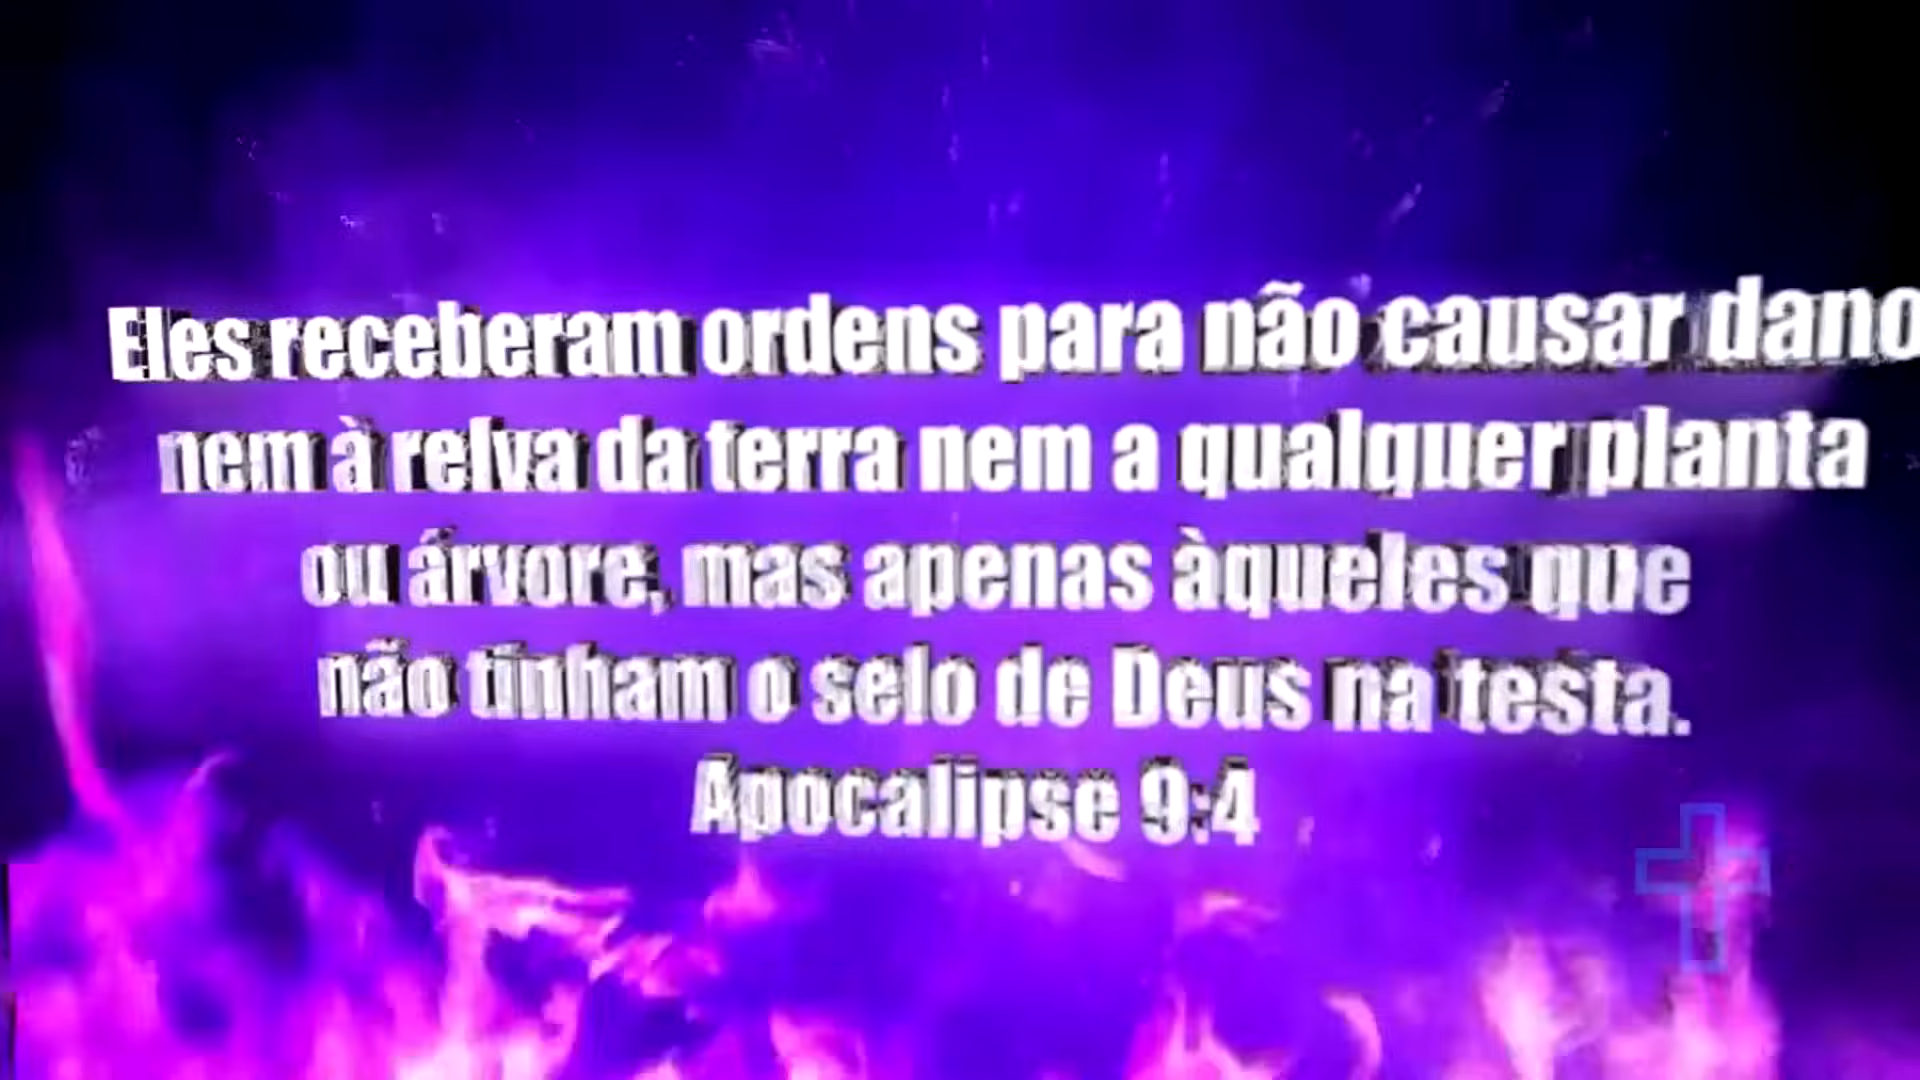 Eles receberam ordens para não causar dano
nem à relva da terra nem a qualquer planta
ou árvore, mas apenas àqueles que
não tinham o selo de Deus na testa.
Apocalipse 9:4